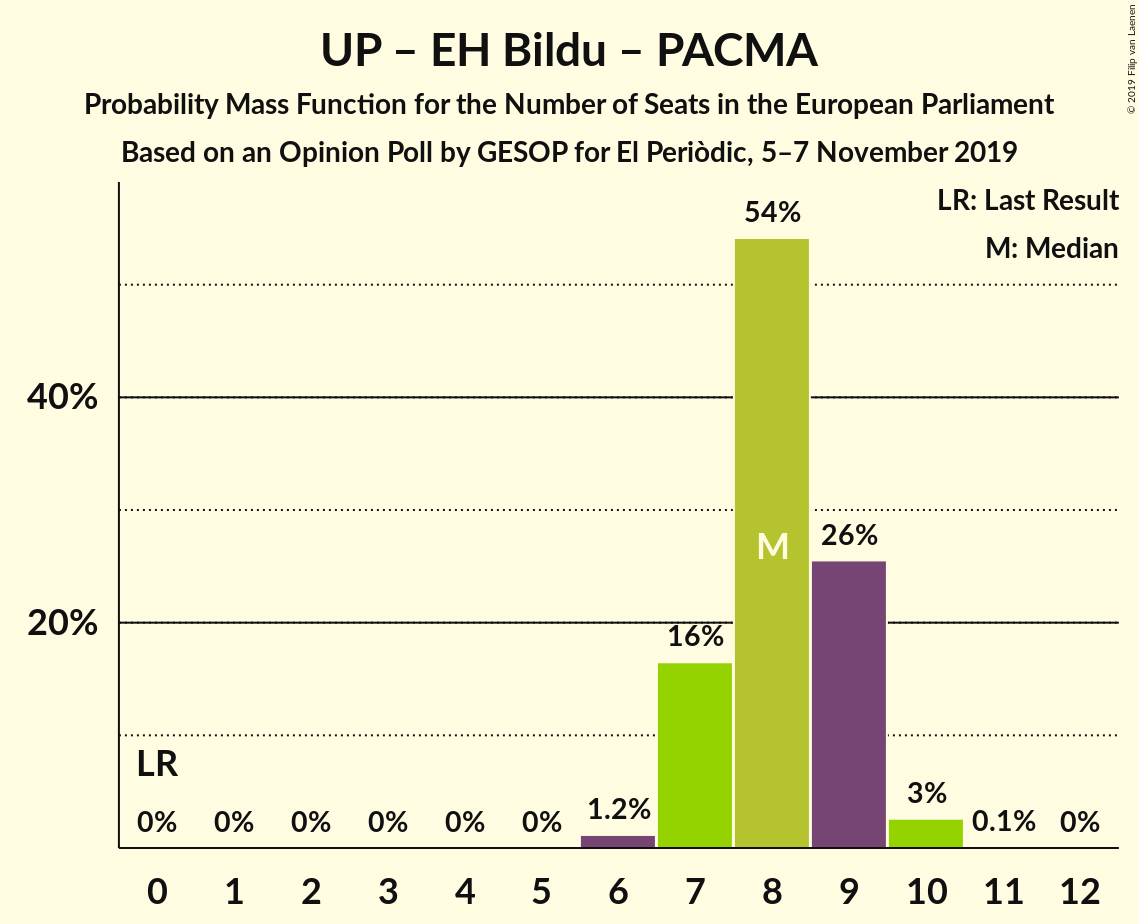 UP – EH Bildu – PACMA
Probability Mass Function for the Number of Seats in the European Parliament
Based on an Opinion Poll by GESOP for El Periòdic, 5–7 November 2019
© 2019 Filip van Laenen
LR: Last Result
M: Median
54%
40%
M
26%
20%
16%
LR
0% 0% 0% 0% 0% 0% 1.2% 3% 0.1% 0%
0 1 2 3 4 5 6 7 8 9 10 11 12